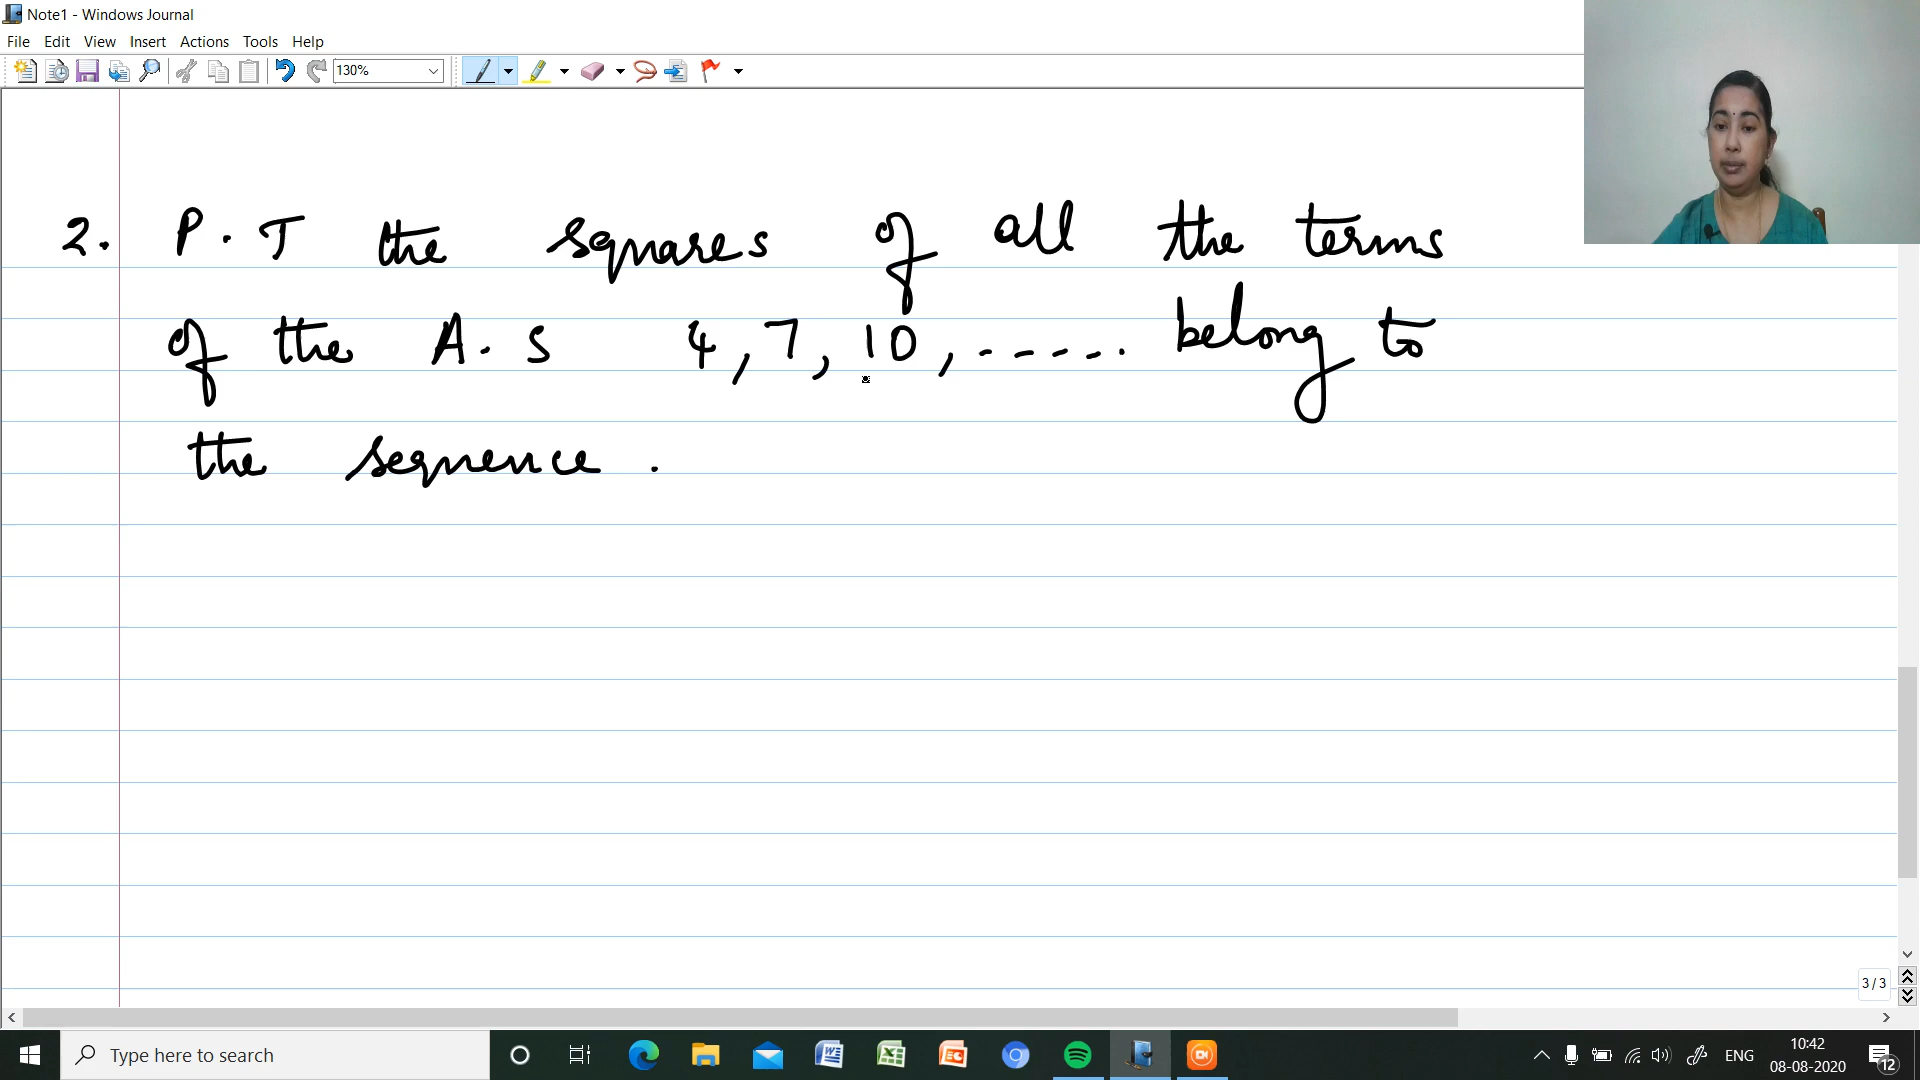 Note1 - Windows Journal
File Edit View Insert Actions Tools Help
130%
2. P.T the squares of all the terms
of the A.S 4, 7, 10, ----- belong to
the sequence.
3 / 3
Type here to search
ENG
10:42
08-08-2020
12